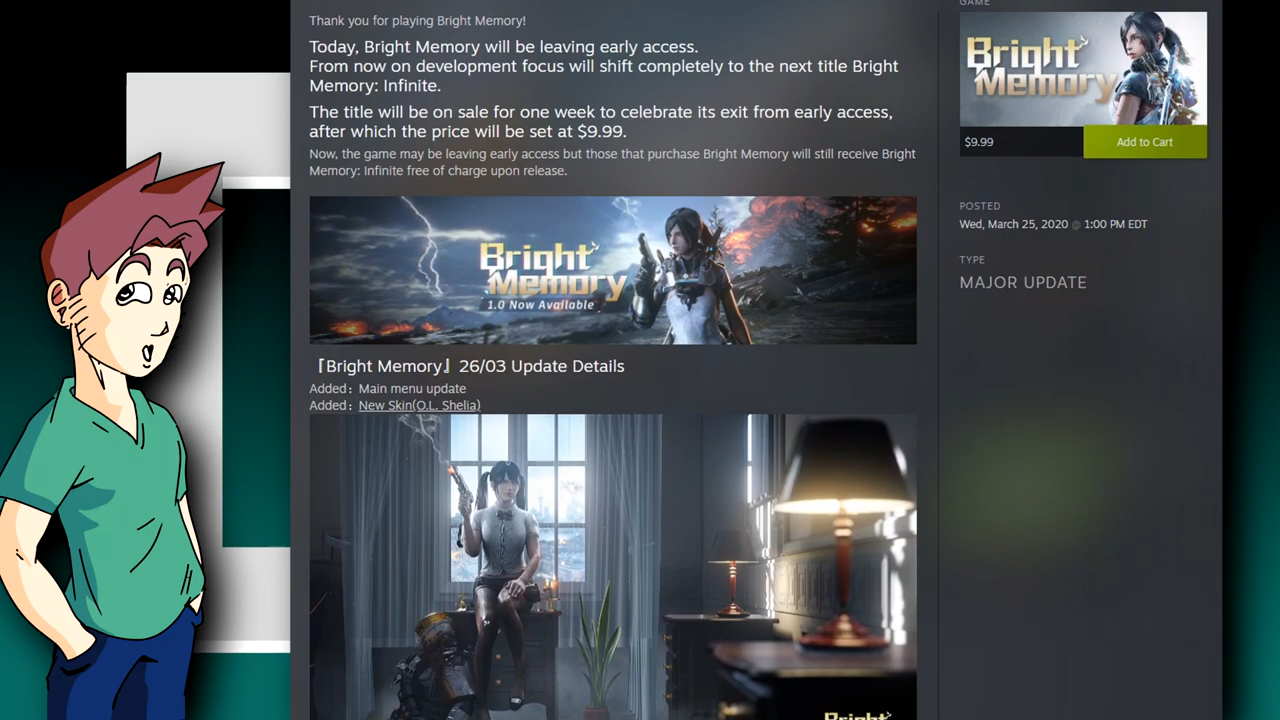 Thank you for playing Bright Memory!
Today, Bright Memory will be leaving early access.
From now on development focus will shift completely to the next title Bright
Memory: Infinite.
The title will be on sale for one week to celebrate its exit from early access,
after which the price will be set at $9.99.
Now, the game may be leaving early access but those that purchase Bright Memory will still receive Bright
Memory: Infinite free of charge upon release.
Bright
Memory
1.0 Now Available
『Bright Memory』 26/03 Update Details
Added： Main menu update
Added： New Skin(O.L. Shelia)
Bright
GAME
Bright
Memory
$9.99
Add to Cart
POSTED
Wed, March 25, 2020 @ 1:00 PM EDT
TYPE
MAJOR UPDATE